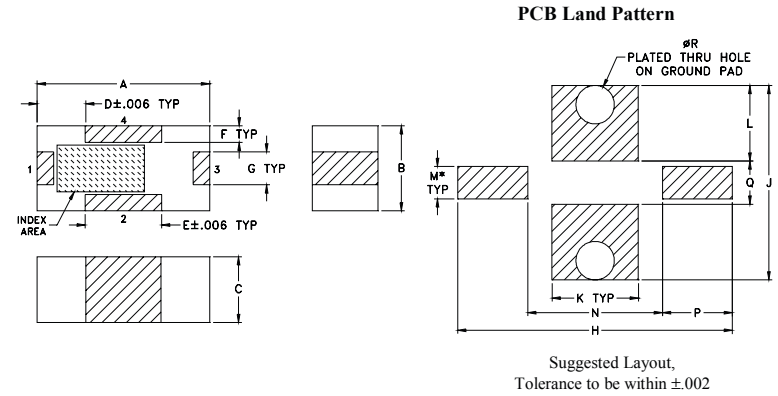 PCB Land Pattern
A
D±.006 TYP
4
F TYP
1
3
G TYP
INDEX
AREA
2
E±.006 TYP
B
C
øR
PLATED THRU HOLE
ON GROUND PAD
L
M*
TYP
Q
J
K TYP
N
P
H
Suggested Layout,
Tolerance to be within ±.002